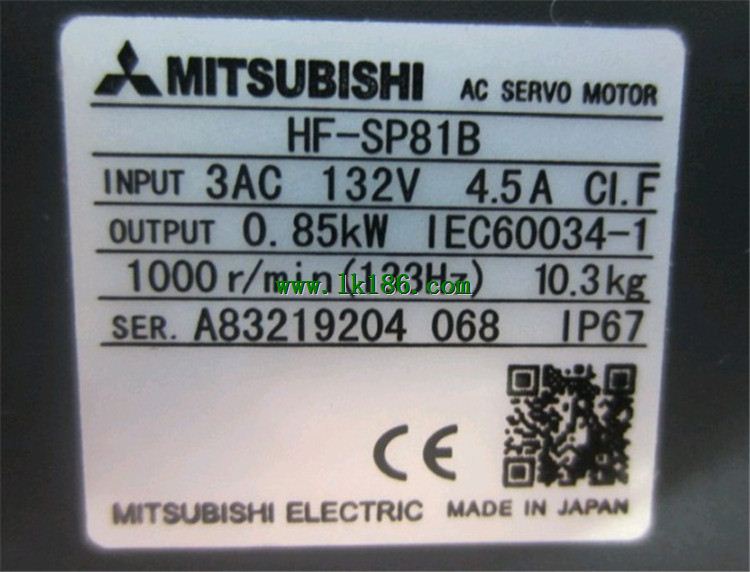 MITSUBISHI AC SERVO MOTOR
HF-SP81B
INPUT 3AC 132V 4.5A CI.F
OUTPUT 0.85kW IEC60034-1
1000 r/min(133Hz) 10.3kg
www.lk186.com
SER. A83219204 068 IP67
CE
MITSUBISHI ELECTRIC MADE IN JAPAN